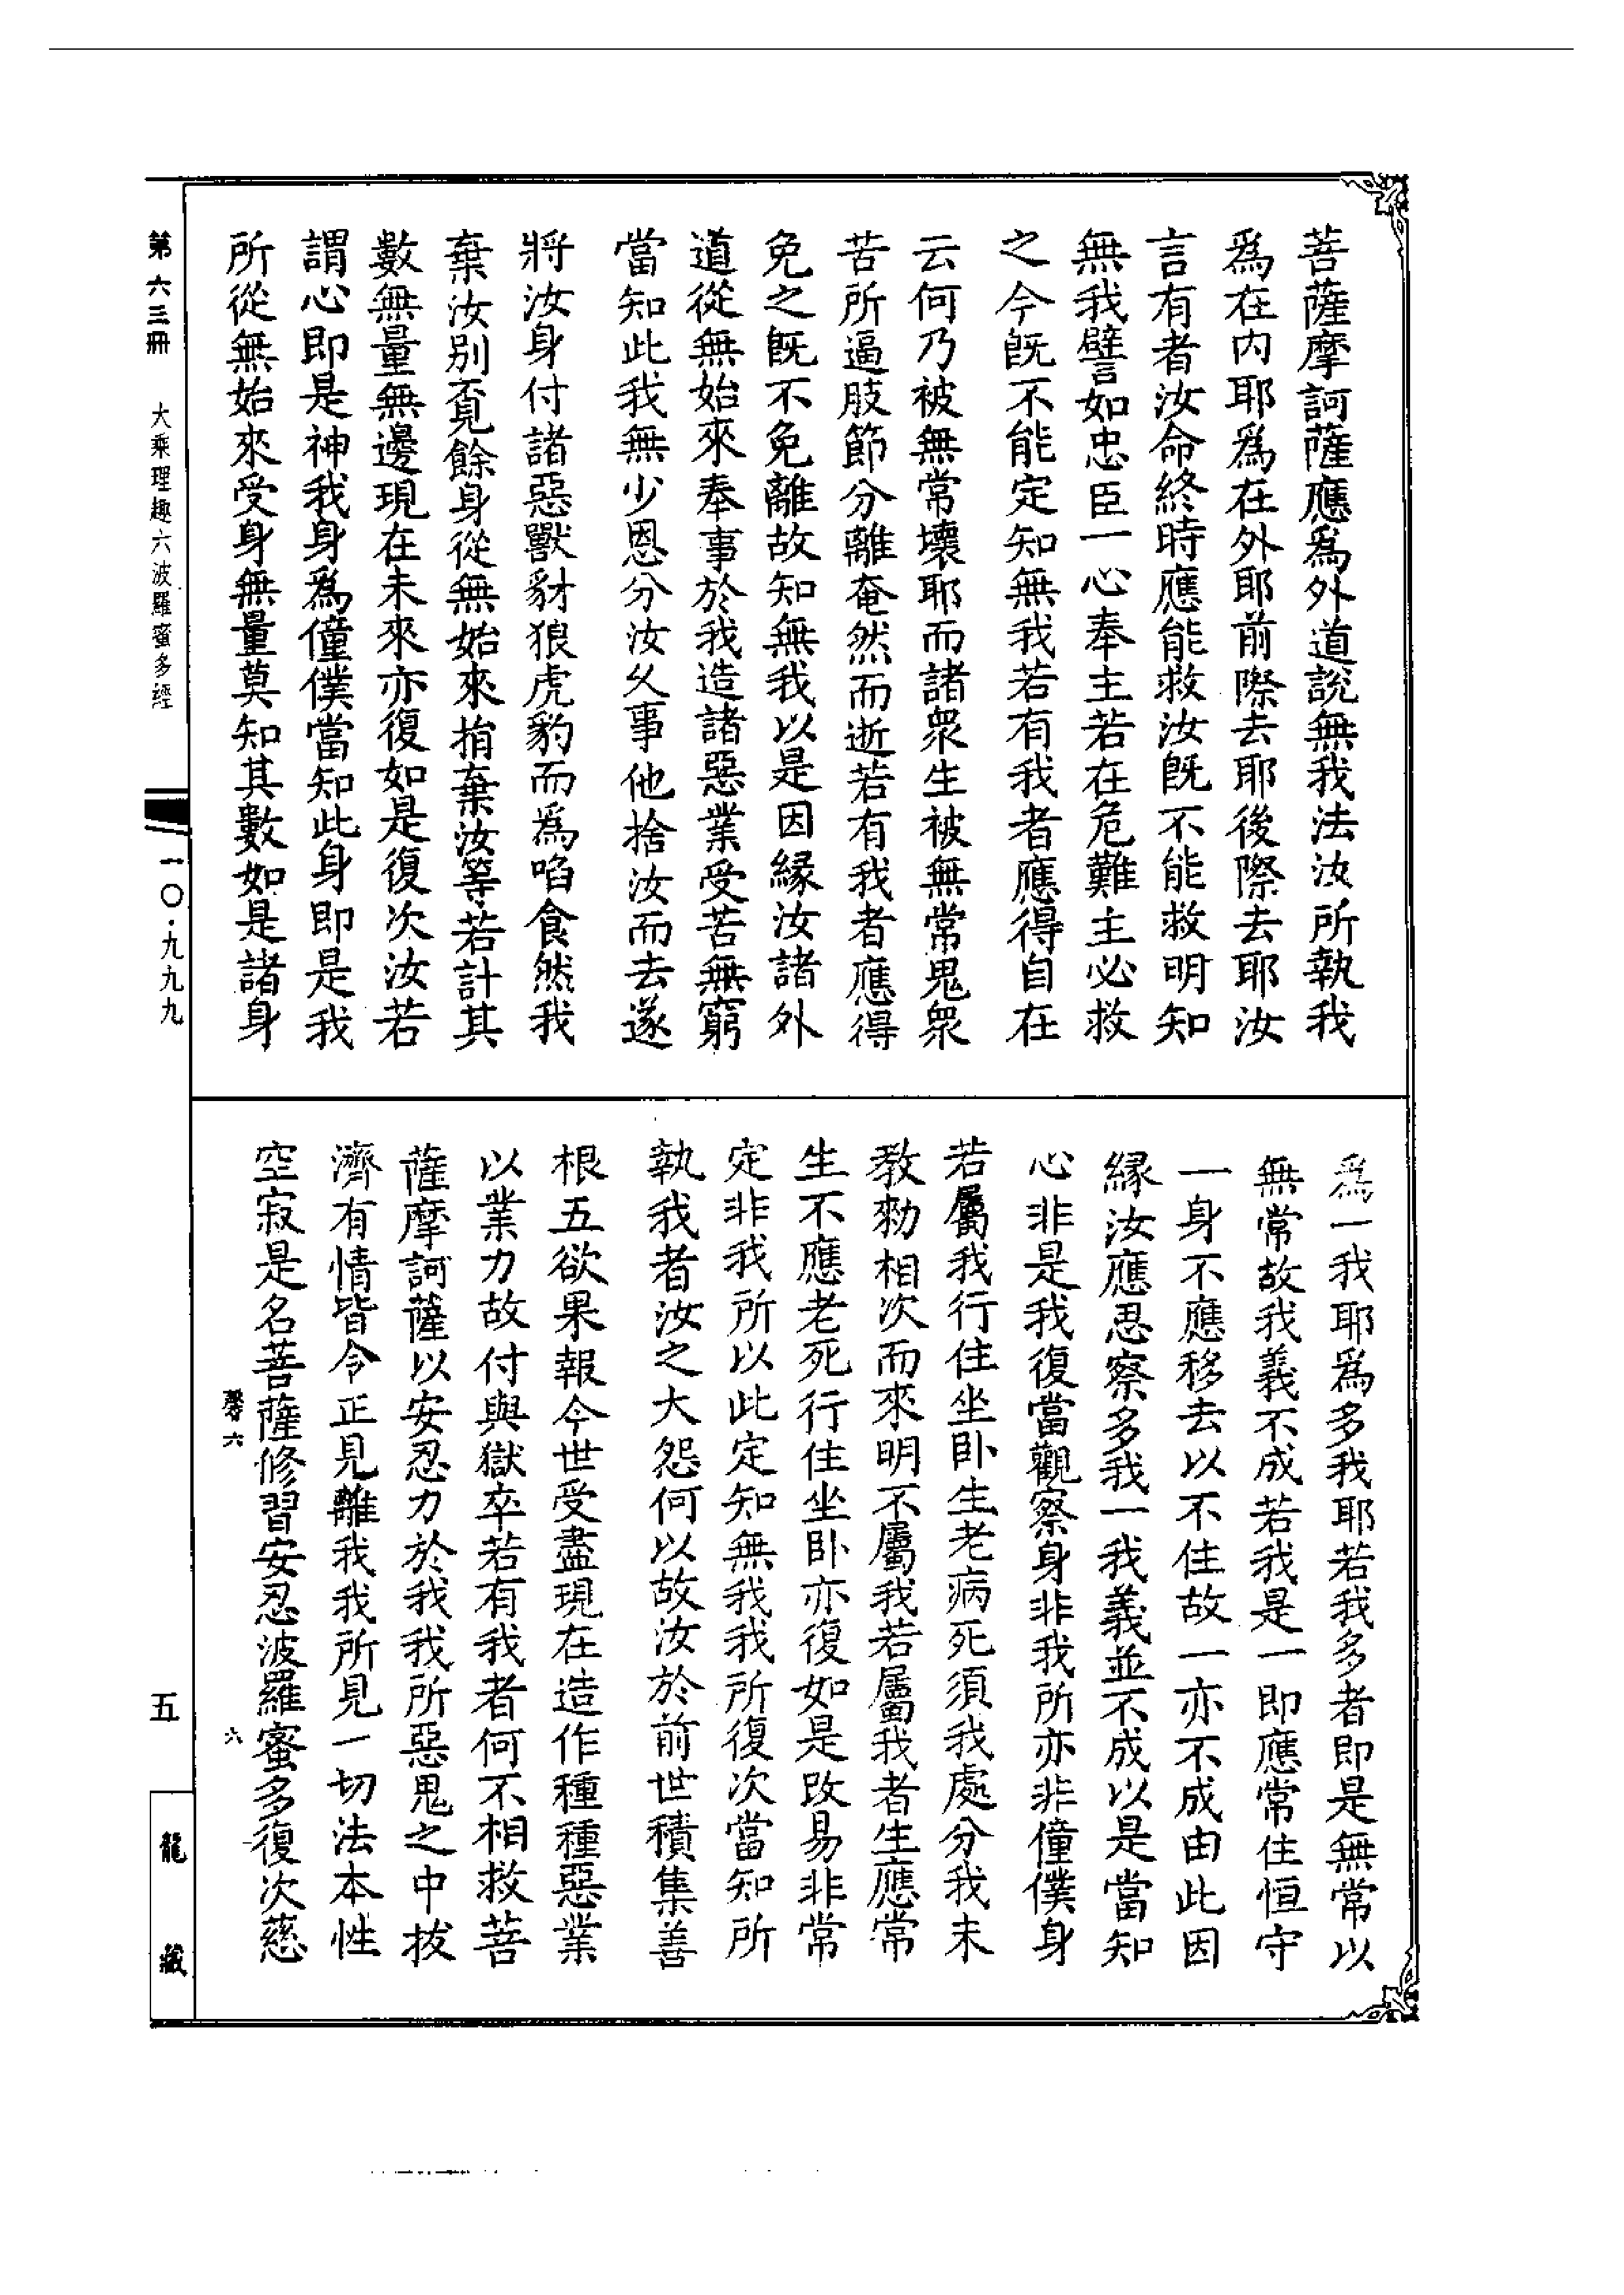 菩薩摩訶薩應爲外道說無我法汝所執我
爲在内耶爲在外耶前際去耶後際去耶汝
言有者汝命終時應能救汝旣不能救明知
無我譬如忠臣一心奉主若在危難主必救
之今旣不能定知無我若有我者應得自在
云何乃被無常壞耶而諸衆生被無常鬼衆
苦所逼肢節分離奄然而逝若有我者應得
免之旣不免離故知無我以是因緣汝諸外
道從無始來奉事於我造諸惡業受苦無窮
當知此我無少恩分汝乆事他捨汝而去遂
將汝身付諸惡獸豺狼虎豹而爲啗食然我
棄汝别覔餘身從無始來捐棄汝等若計其
數無量無邊現在未來亦復如是復次汝若
謂心即是神我身爲僮僕當知此身即是我
所從無始來受身無量莫知其數如是諸身
爲一我耶爲多我耶若我多者即是無常以
無常故我義不成若我是一即應常住恒守
一身不應移去以不住故一亦不成由此因
緣汝應思察多我一我義並不成以是當知
心非是我復當觀察身非我所亦非僮僕身
若屬我行住坐卧生老病死須我處分我未
教勑相次而來明不屬我若屬我者生應常
生不應老死行住坐卧亦復如是改易非常
定非我所以此定知無我我所復次當知所
執我者汝之大怨何以故汝於前世積集善
根五欲果報今世受盡現在造作種種惡業
以業力故付與獄卒若有我者何不相救菩
薩摩訶薩以安忍力於我我所惡鬼之中拔
濟有情皆令正見離我我所見一切法本性
空寂是名菩薩修習安忍波羅蜜多復次慈
磬六　六
第六三冊　大乘理趣六波羅蜜多經
一〇·九九九
五
龍藏